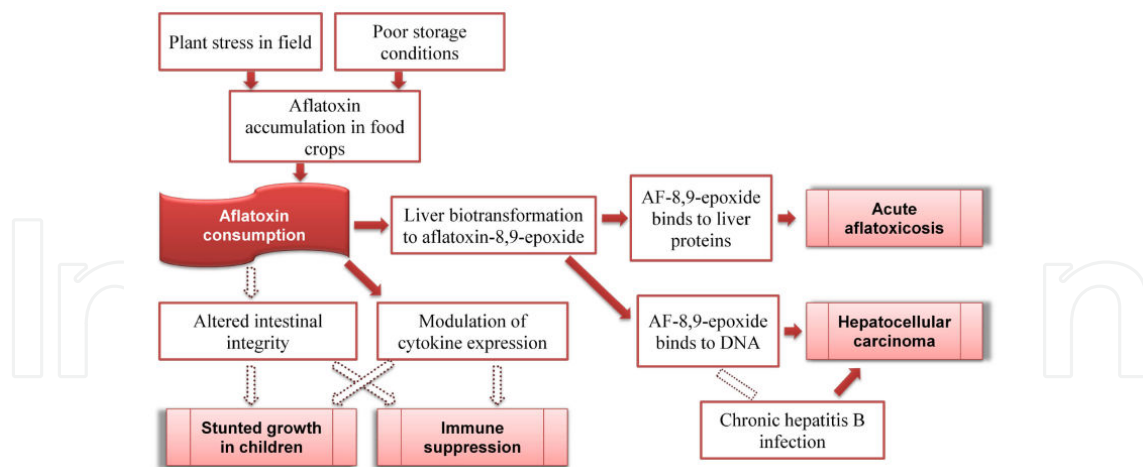 Plant stress in field
Poor storage
conditions
Aflatoxin
accumulation in food
crops
Aflatoxin
consumption
Liver biotransformation
to aflatoxin-8,9-epoxide
AF-8,9-epoxide
binds to liver
proteins
Acute
aflatoxicosis
Altered intestinal
integrity
Modulation of
cytokine expression
AF-8,9-epoxide
binds to DNA
Hepatocellular
carcinoma
Stunted growth
in children
Immune
suppression
Chronic hepatitis B
infection